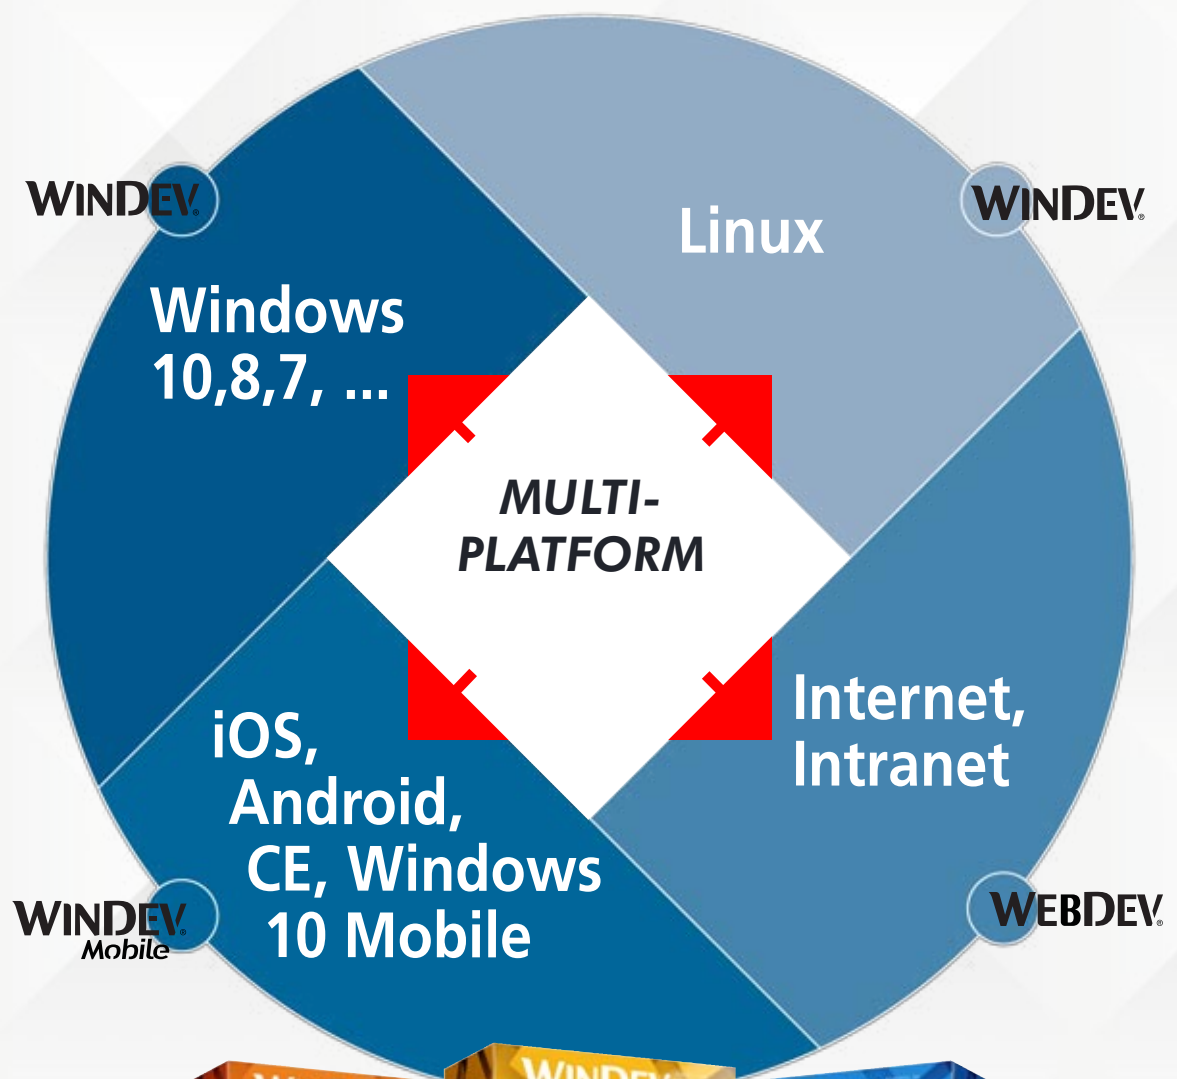 WINDEV®
WINDEV®
Linux
Windows
10,8,7, ...
MULTI-
PLATFORM
Internet,
Intranet
iOS,
Android,
CE, Windows
10 Mobile
WINDEV®
Mobile
WEBDEV®
WINDEV